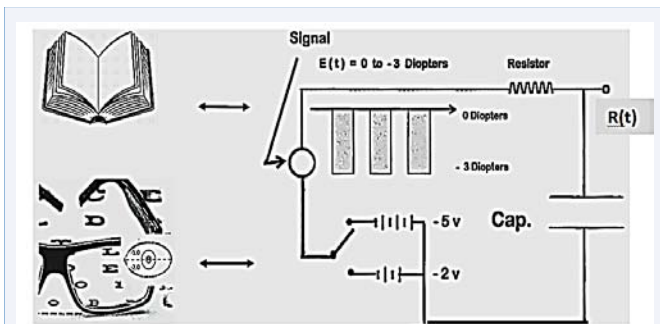 Signal
E(t) = 0 to -3 Diopters
Resistor
0 Diopters
R(t)
- 3 Diopters
- 5 v
Cap.
- 2 v